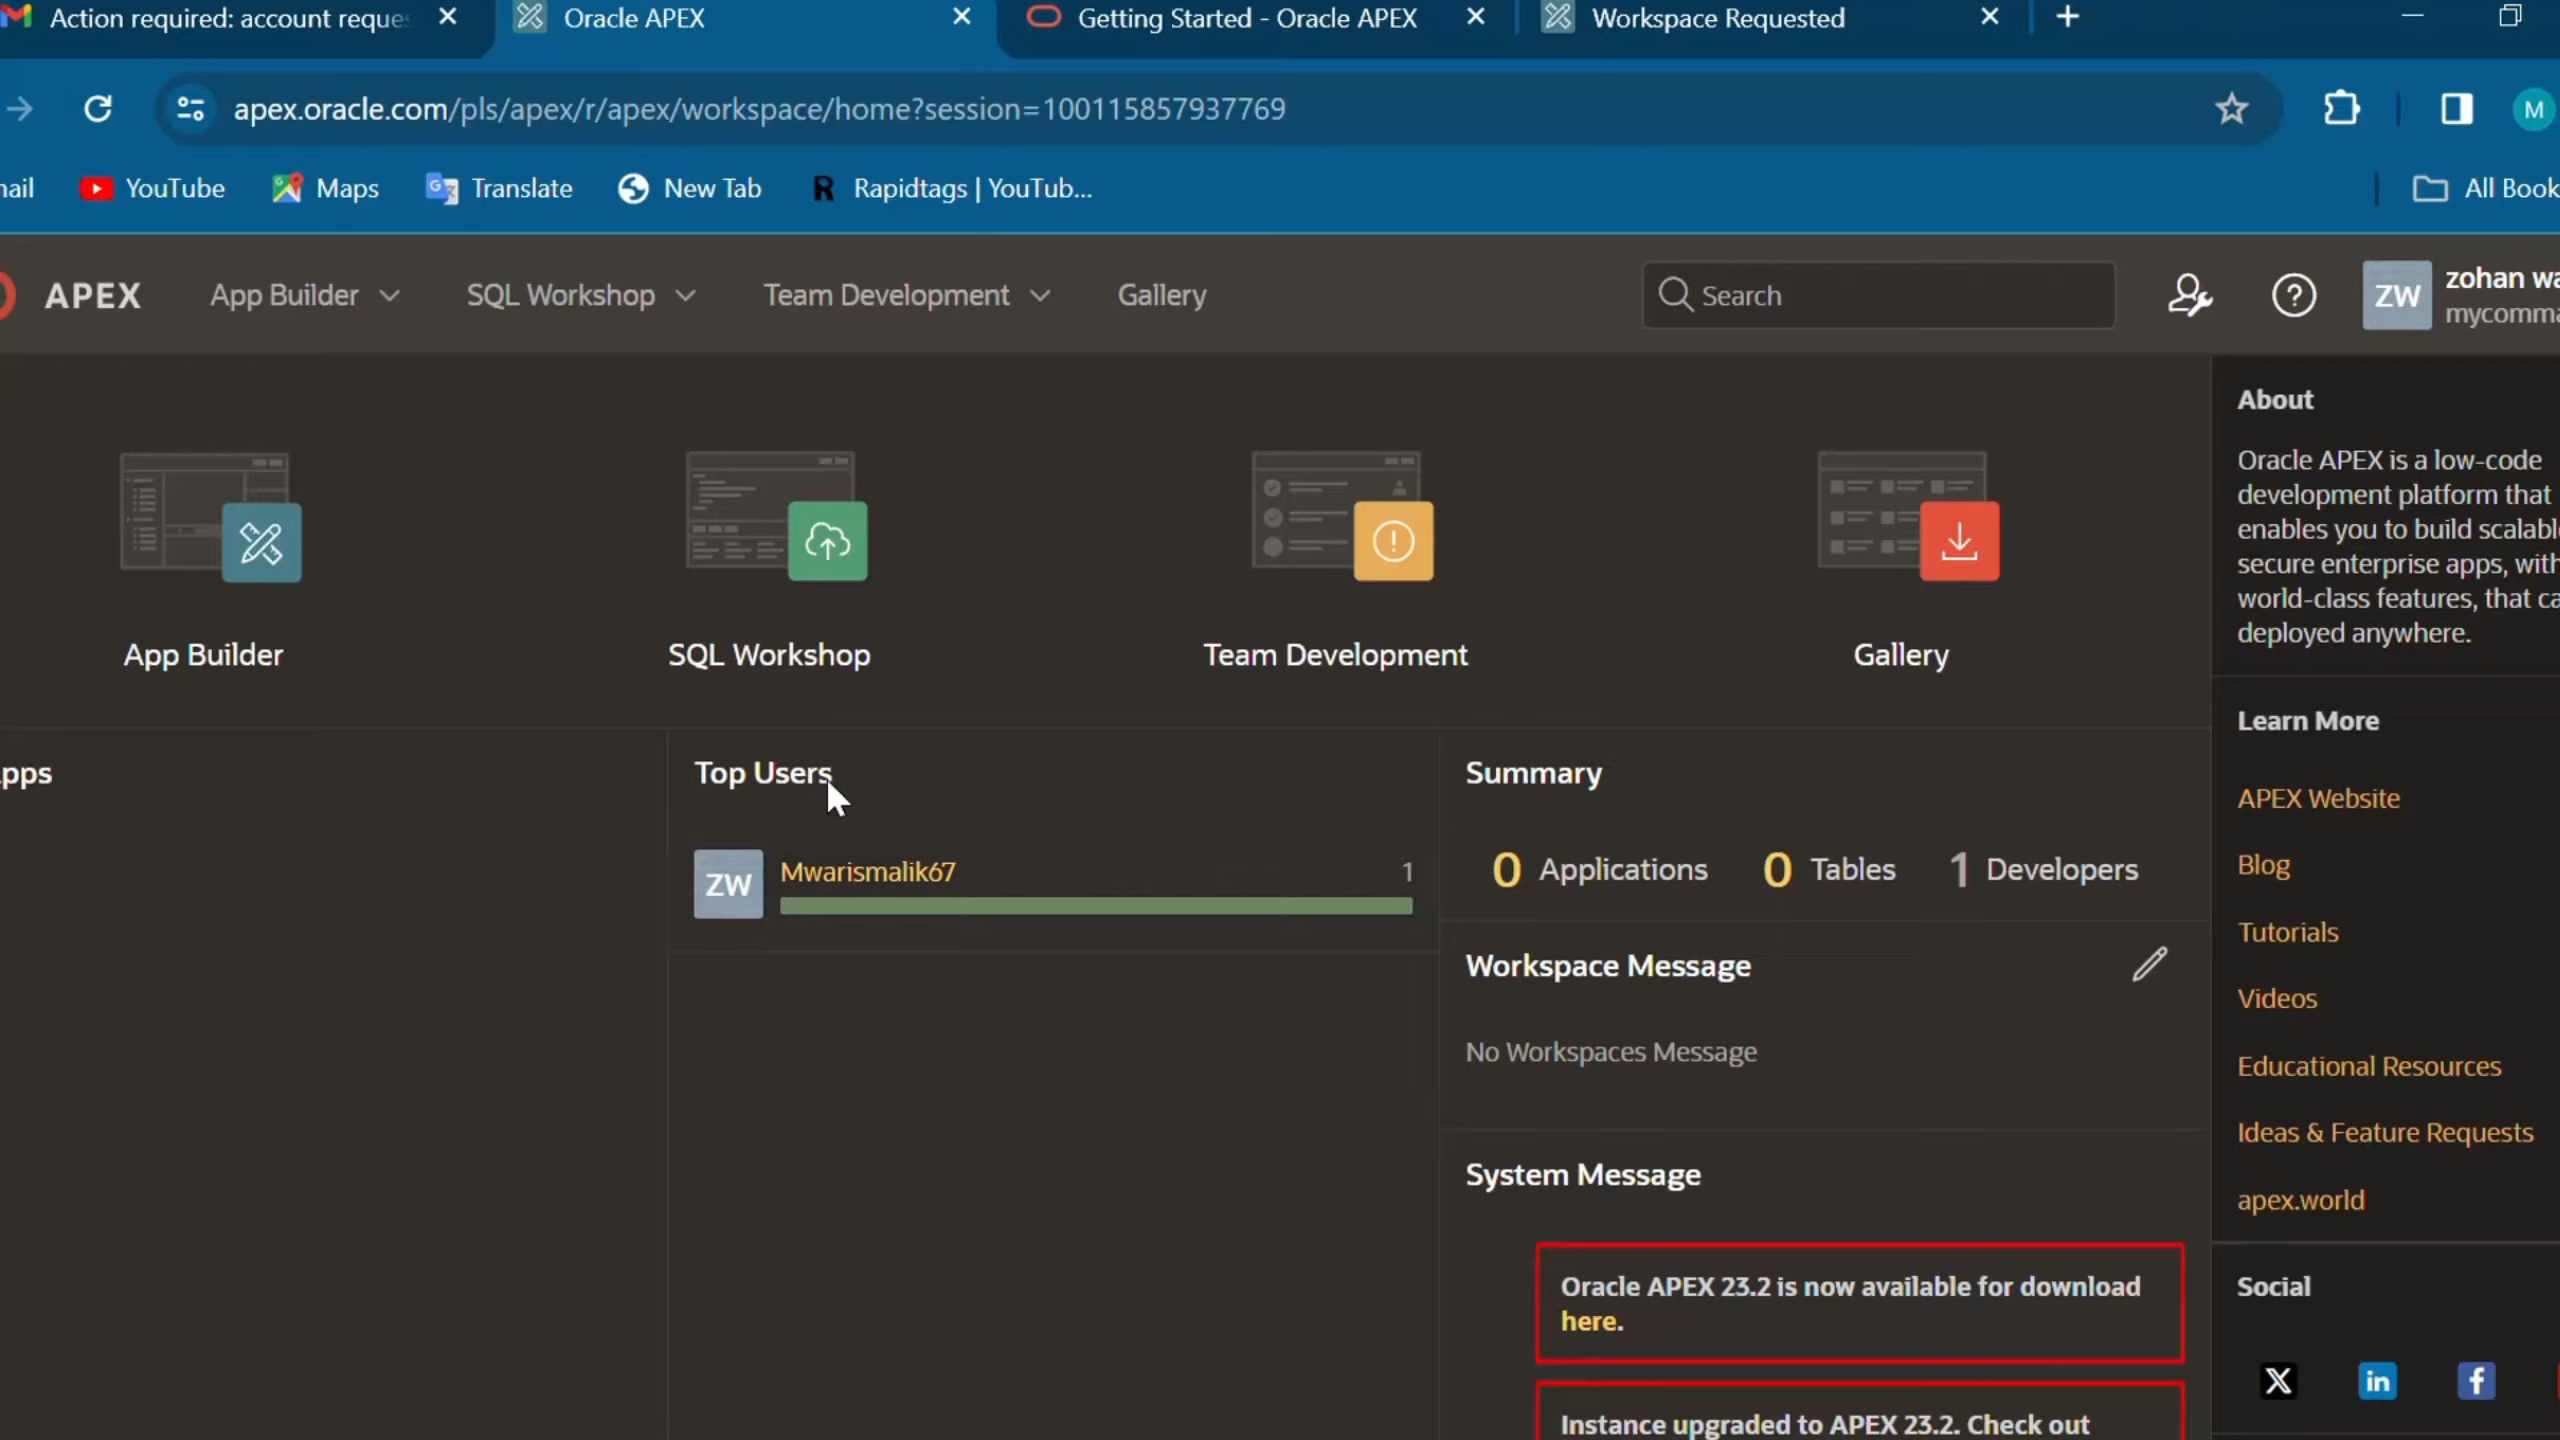 Action required: account reques
Oracle APEX
Getting Started - Oracle APEX
Workspace Requested
apex.oracle.com/pls/apex/r/apex/workspace/home?session=100115857937769
M
nail
YouTube
Maps
Translate
New Tab
Rapidtags | YouTub...
All Book
APEX
App Builder
SQL Workshop
Team Development
Gallery
Search
ZW
zohan wa
mycomma
App Builder
SQL Workshop
Team Development
Gallery
About
Oracle APEX is a low-code
development platform that
enables you to build scalabl
secure enterprise apps, with
world-class features, that ca
deployed anywhere.
pps
Top Users
ZW
Mwarismalik67
1
Summary
0 Applications
0 Tables
1 Developers
Workspace Message
No Workspaces Message
System Message
Oracle APEX 23.2 is now available for download
here.
Instance upgraded to APEX 23.2. Check out
Learn More
APEX Website
Blog
Tutorials
Videos
Educational Resources
Ideas & Feature Requests
apex.world
Social